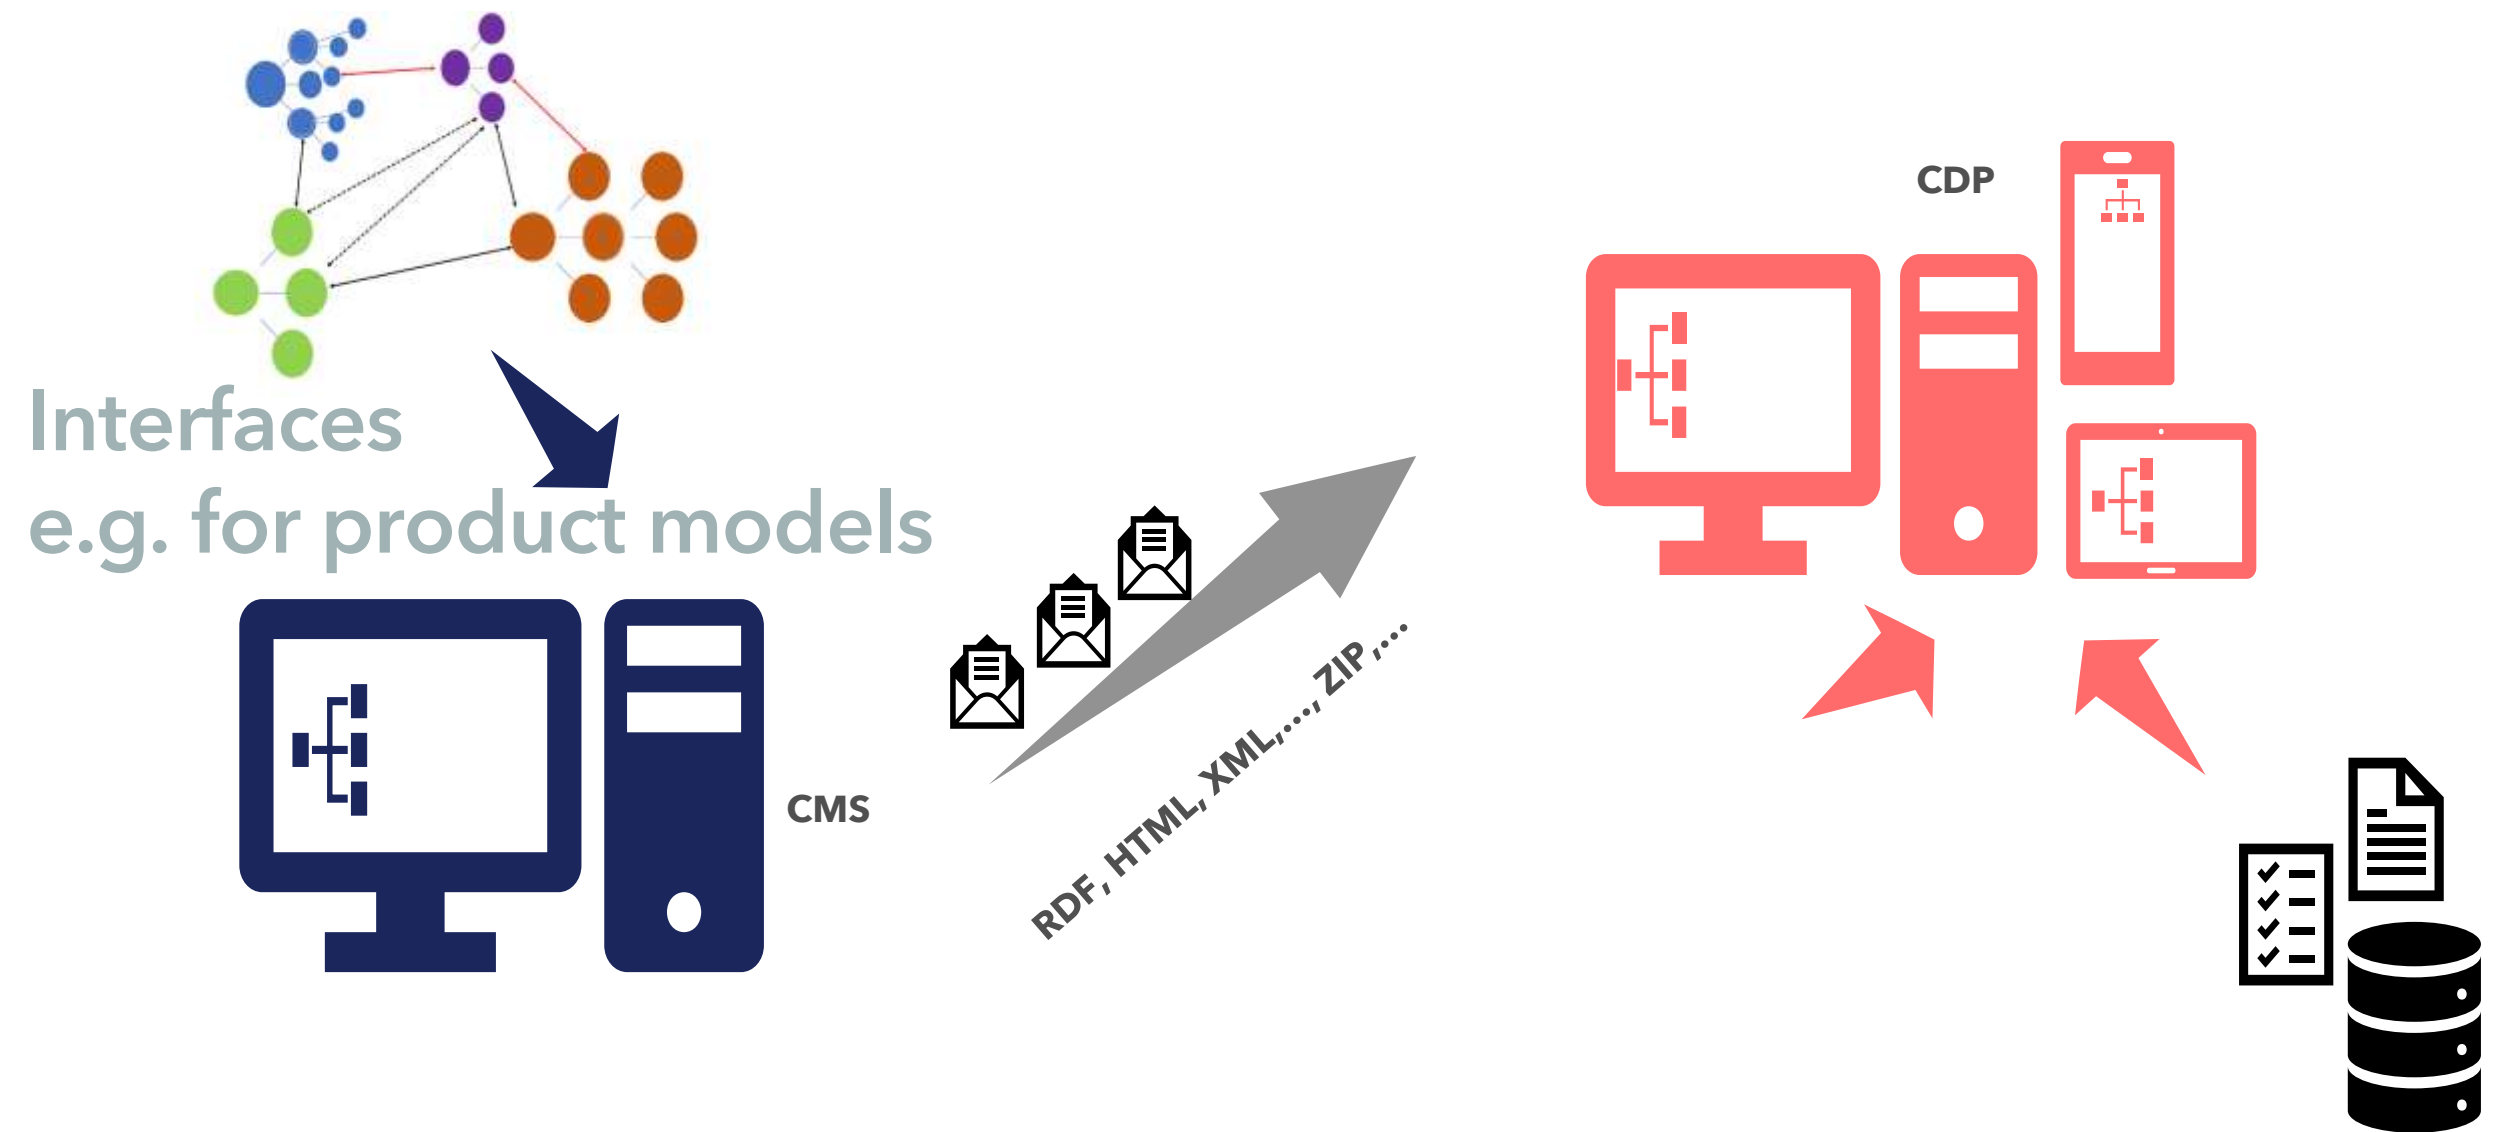 Interfaces
e.g. for product models
CMS
RDF, HTML, XML,...., ZIP ,....
CDP